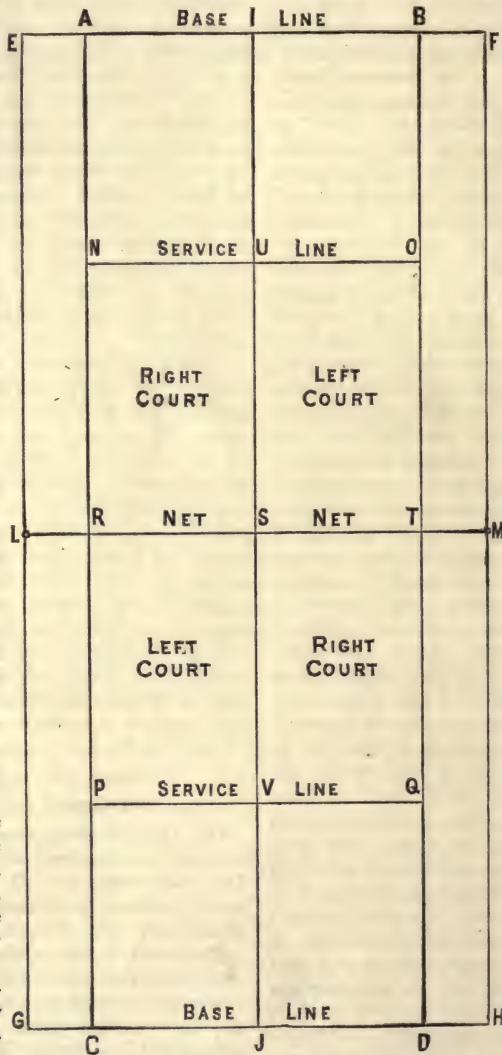 A BASE I LINE B
E F
N SERVICE U LINE O
RIGHT LEFT
COURT COURT
R NET S NET T
L M
LEFT RIGHT
COURT COURT
P SERVICE V LINE Q
G BASE LINE H
C J D